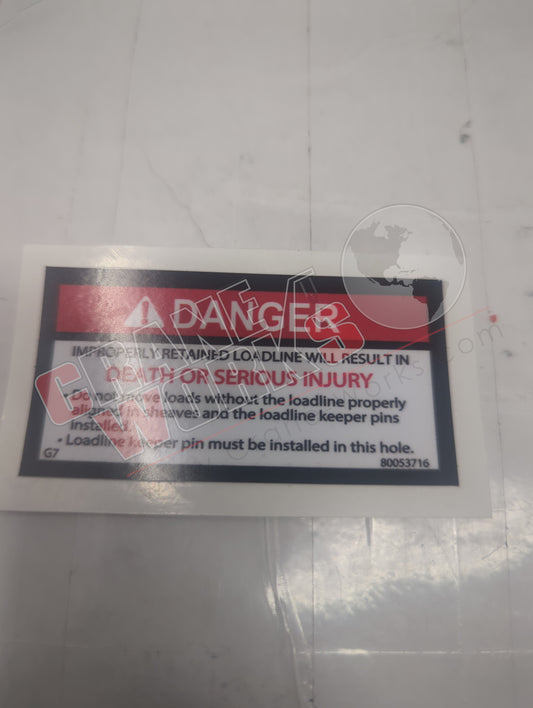 DANGER
IMPROPERLY RETAINED LOADLINE WILL RESULT IN
DEATH OR SERIOUS INJURY
• Do not move loads without the loadline properly
aligned in sheaves and the loadline keeper pins
installed.
• Loadline keeper pin must be installed in this hole.
G7
80053716
CRANEWORKS